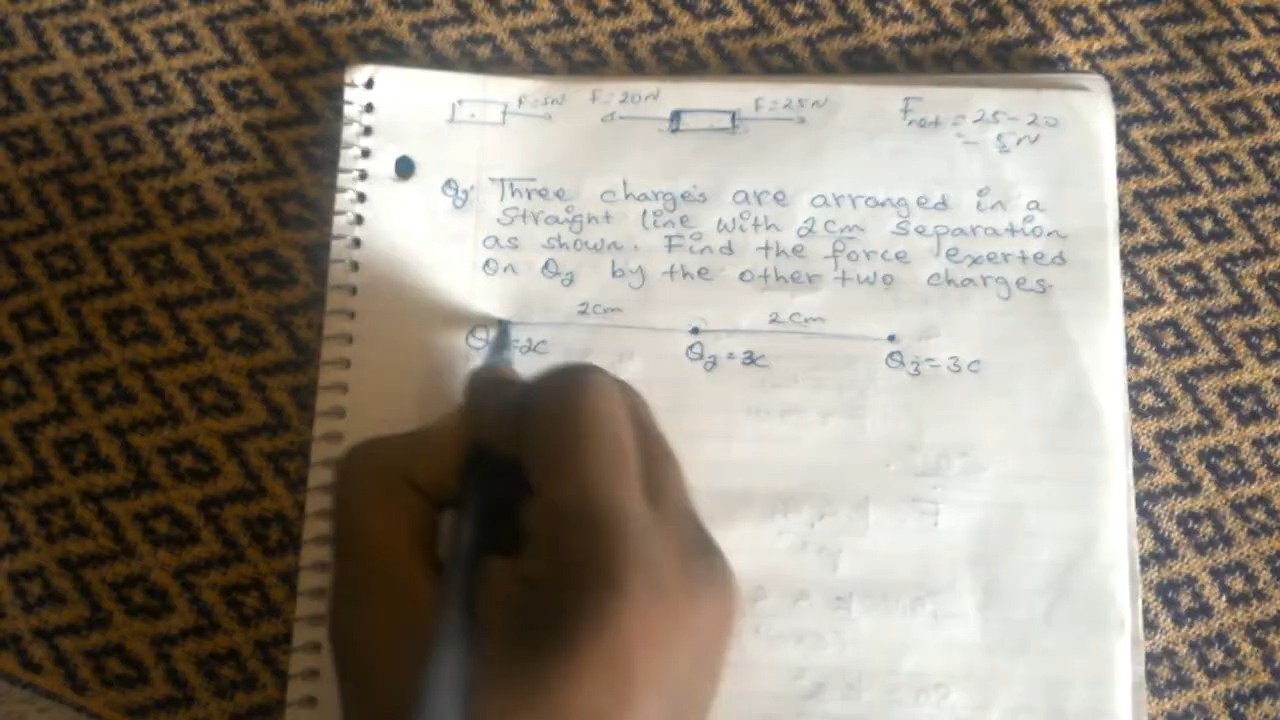 F=5N F=20N F=25N Fnet = 25-20
= 5N
Q: Three charges are arranged in a
straight line with 2cm separation
as shown. Find the force exerted
on Q2 by the other two charges.
2cm 2cm
Q =2C Q2=3C Q3=3C